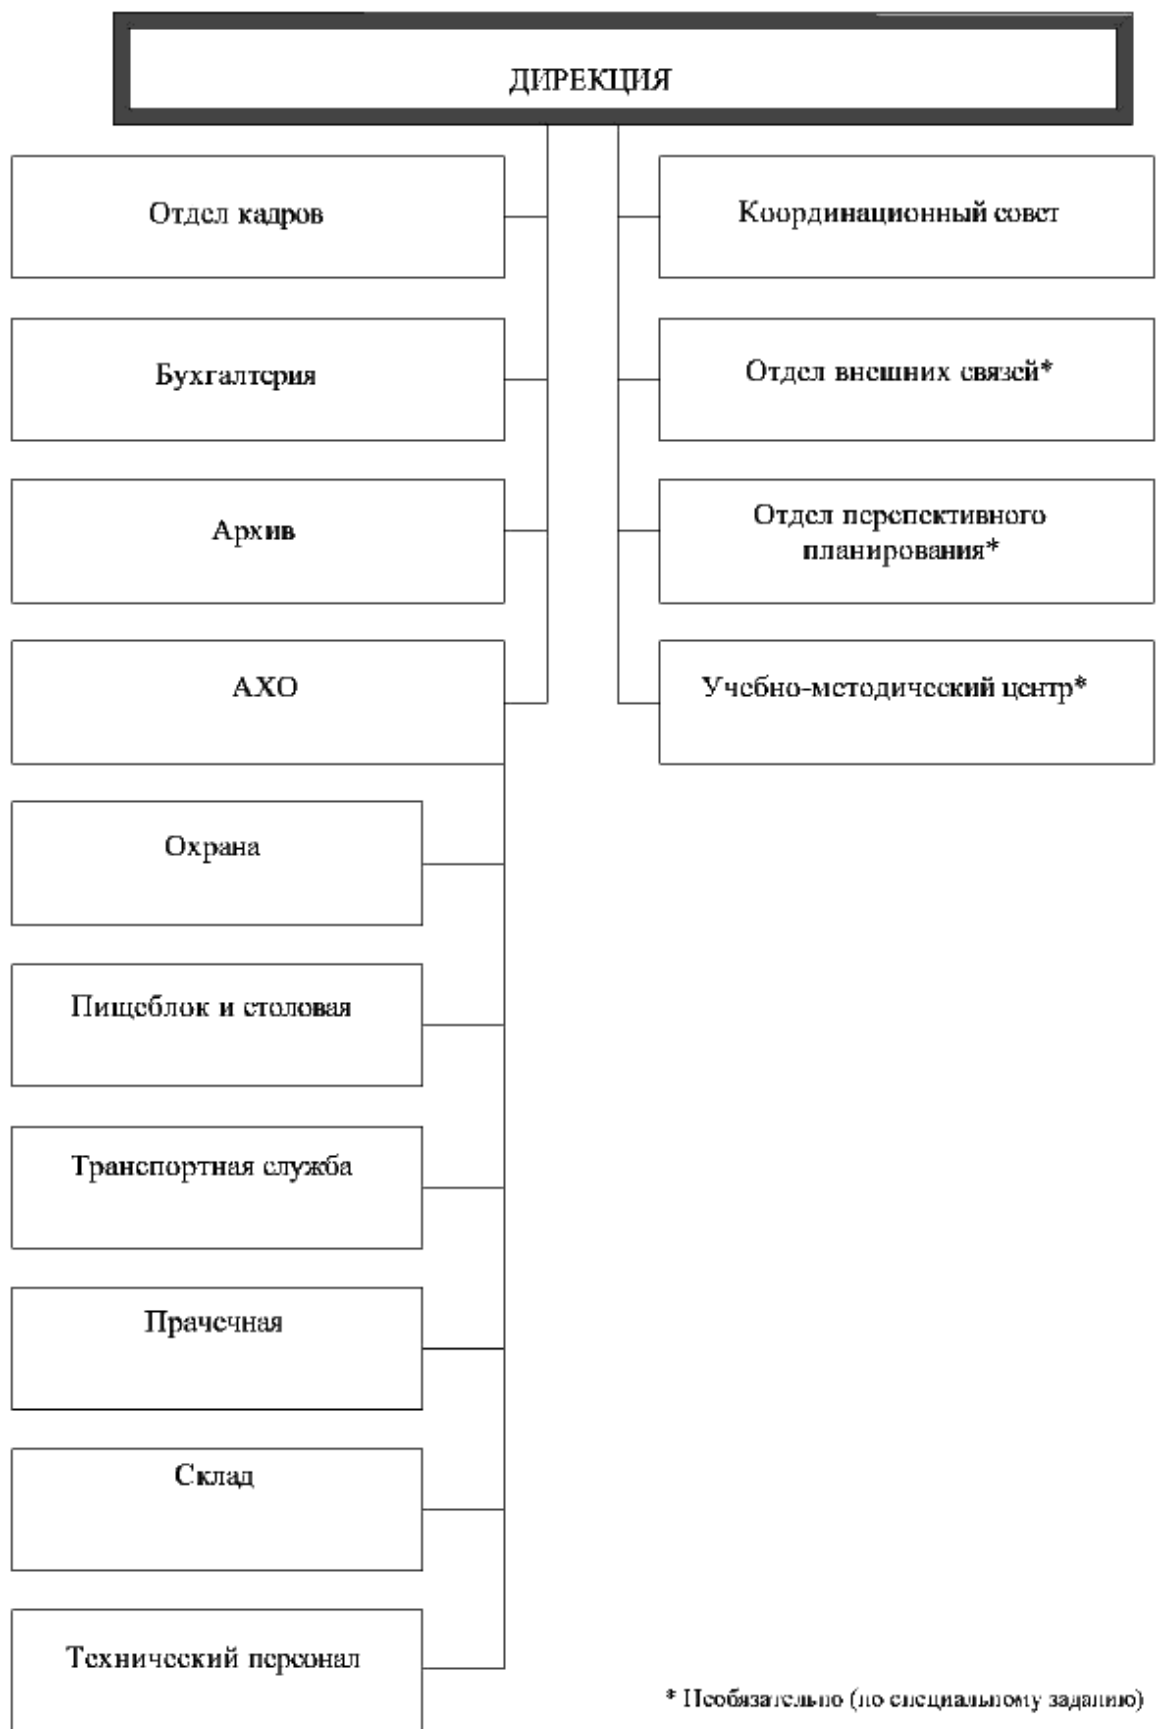 ДИРЕКЦИЯ
Отдел кадров
Координационный совет
Бухгалтерия
Отдел внешних связей*
Архив
Отдел перспективного
планирования*
АХО
Учебно-методический центр*
Охрана
Пищеблок и столовая
Транспортная служба
Прачечная
Склад
Технический персонал
* Необязательно (по специальному заданию)